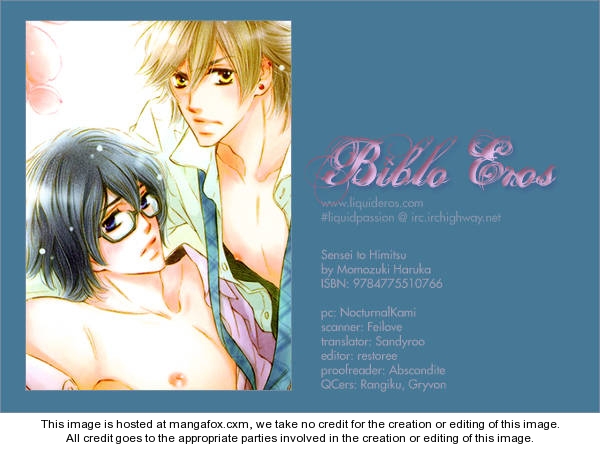 Biblo Eros
www.liquideros.com
#liquidpassion @ irc.irchighway.net
Sensei to Himitsu
by Momozuki Haruka
ISBN: 9784775510766
pc: NocturnalKami
scanner: Feilove
translator: Sandyroo
editor: restoree
proofreader: Abscondite
QCers: Rangiku, Gryvon
This image is hosted at mangafox.cxm, we take no credit for the creation or editing of this image.
All credit goes to the appropriate parties involved in the creation or editing of this image.